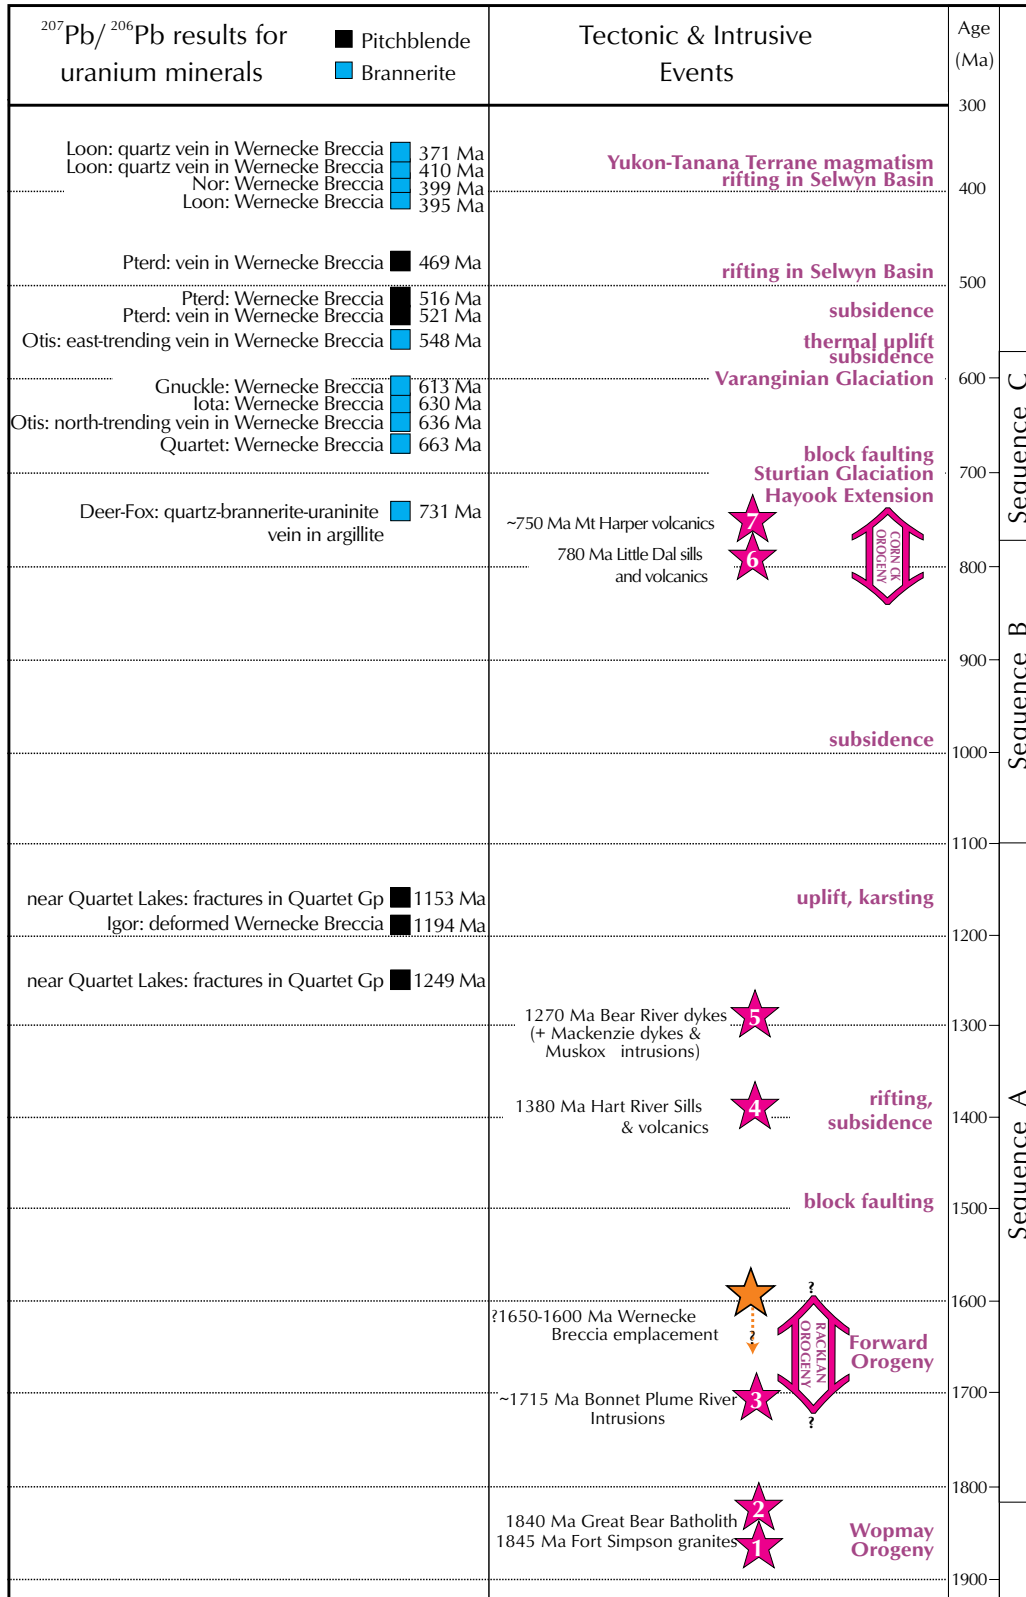 207Pb/ 206Pb results for
uranium minerals
Pitchblende
Brannerite
Tectonic & Intrusive
Events
Age
(Ma)
300
Loon: quartz vein in Wernecke Breccia 371 Ma
Loon: quartz vein in Wernecke Breccia 410 Ma
Nor: Wernecke Breccia 399 Ma
Loon: Wernecke Breccia 395 Ma
Yukon-Tanana Terrane magmatism
rifting in Selwyn Basin
400
Pterd: vein in Wernecke Breccia 469 Ma
rifting in Selwyn Basin
500
Pterd: Wernecke Breccia 516 Ma
Pterd: vein in Wernecke Breccia 521 Ma
subsidence
Otis: east-trending vein in Wernecke Breccia 548 Ma
thermal uplift
subsidence
Varanginian Glaciation
600
Gnuckle: Wernecke Breccia 613 Ma
Iota: Wernecke Breccia 630 Ma
Otis: north-trending vein in Wernecke Breccia 636 Ma
Quartet: Wernecke Breccia 663 Ma
Sequence C
block faulting
Sturtian Glaciation
700
Hayook Extension
Deer-Fox: quartz-brannerite-uraninite 731 Ma
vein in argillite
~750 Ma Mt Harper volcanics
7
780 Ma Little Dal sills
and volcanics
6
CORN CK
OROGENY
800
900
Sequence B
subsidence
1000
1100
near Quartet Lakes: fractures in Quartet Gp 1153 Ma
Igor: deformed Wernecke Breccia 1194 Ma
uplift, karsting
1200
near Quartet Lakes: fractures in Quartet Gp 1249 Ma
1270 Ma Bear River dykes
(+ Mackenzie dykes &
Muskox intrusions)
5
1300
1380 Ma Hart River Sills
& volcanics
4
rifting,
subsidence
1400
Sequence A
block faulting
1500
?
1600
?1650-1600 Ma Wernecke
Breccia emplacement
?
RACKLAN
OROGENY
Forward
Orogeny
1700
~1715 Ma Bonnet Plume River
Intrusions
3
?
1800
1840 Ma Great Bear Batholith
2
1845 Ma Fort Simpson granites
1
Wopmay
Orogeny
1900